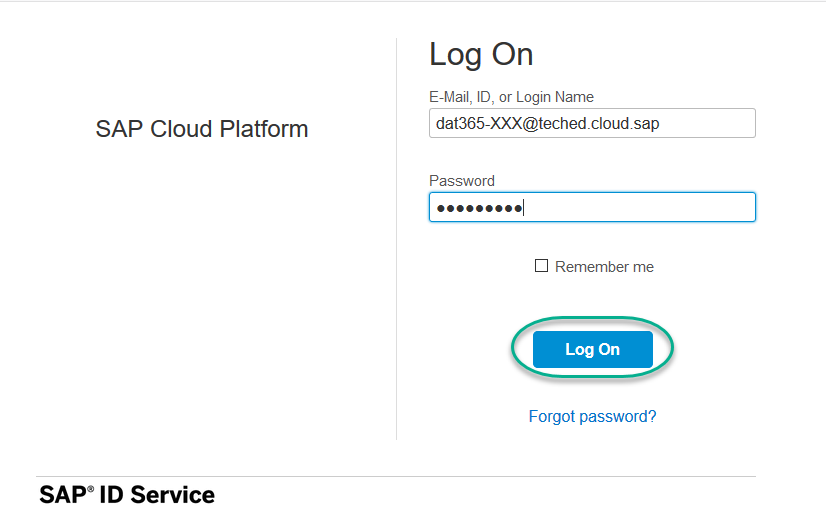 SAP Cloud Platform
Log On
E-Mail, ID, or Login Name
dat365-XXX@teched.cloud.sap
Password
●●●●●●●●●
Remember me
Log On
Forgot password?
SAP® ID Service